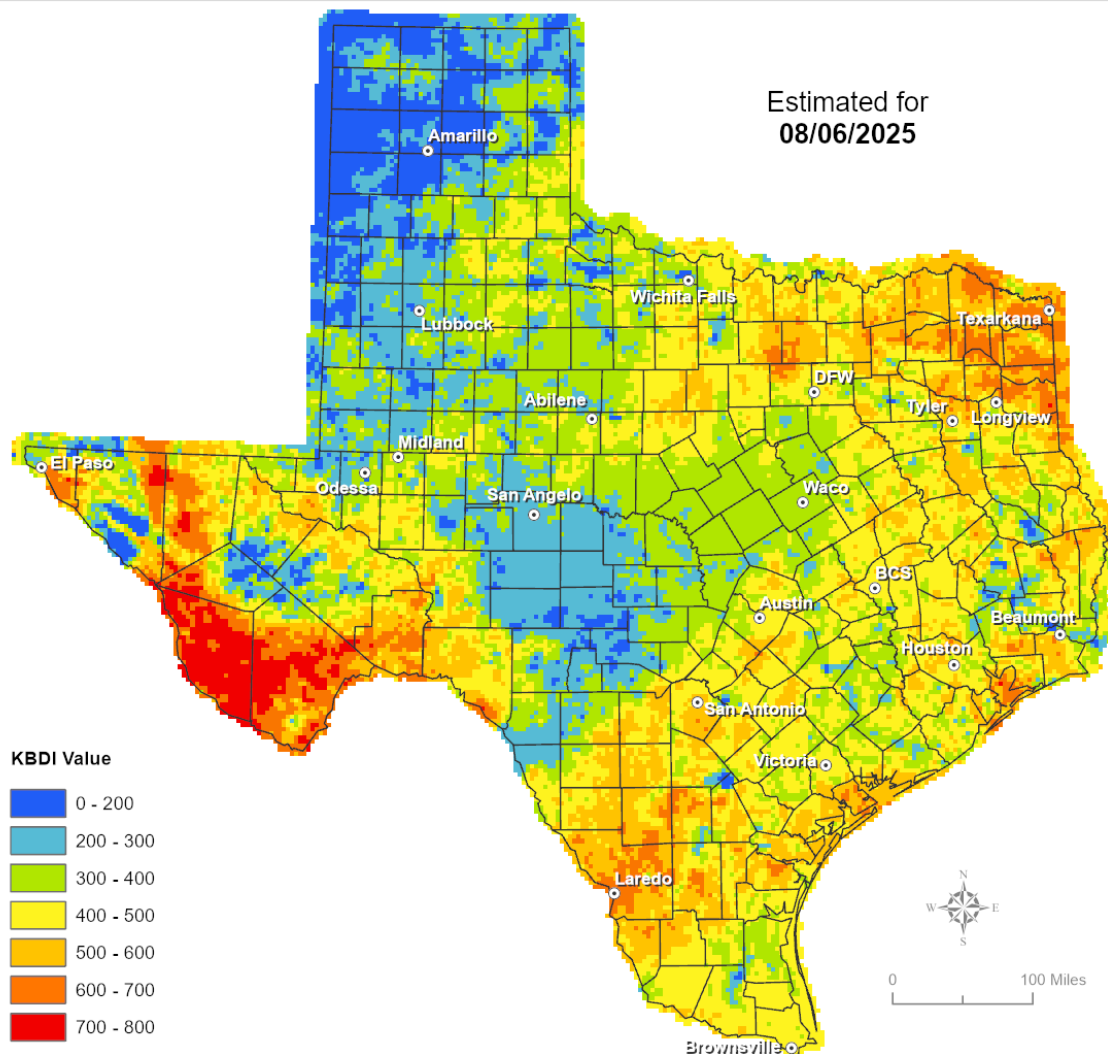 Estimated for
08/06/2025
Amarillo
Wichita Falls
Lubbock
Texarkana
DFW
Abilene
Tyler
Longview
Midland
El Paso
Odessa
San Angelo
Waco
BCS
Austin
Beaumont
Houston
San Antonio
Victoria
Laredo
Brownsville
KBDI Value
0 - 200
200 - 300
300 - 400
400 - 500
500 - 600
600 - 700
700 - 800
N
W E
S
0 100 Miles